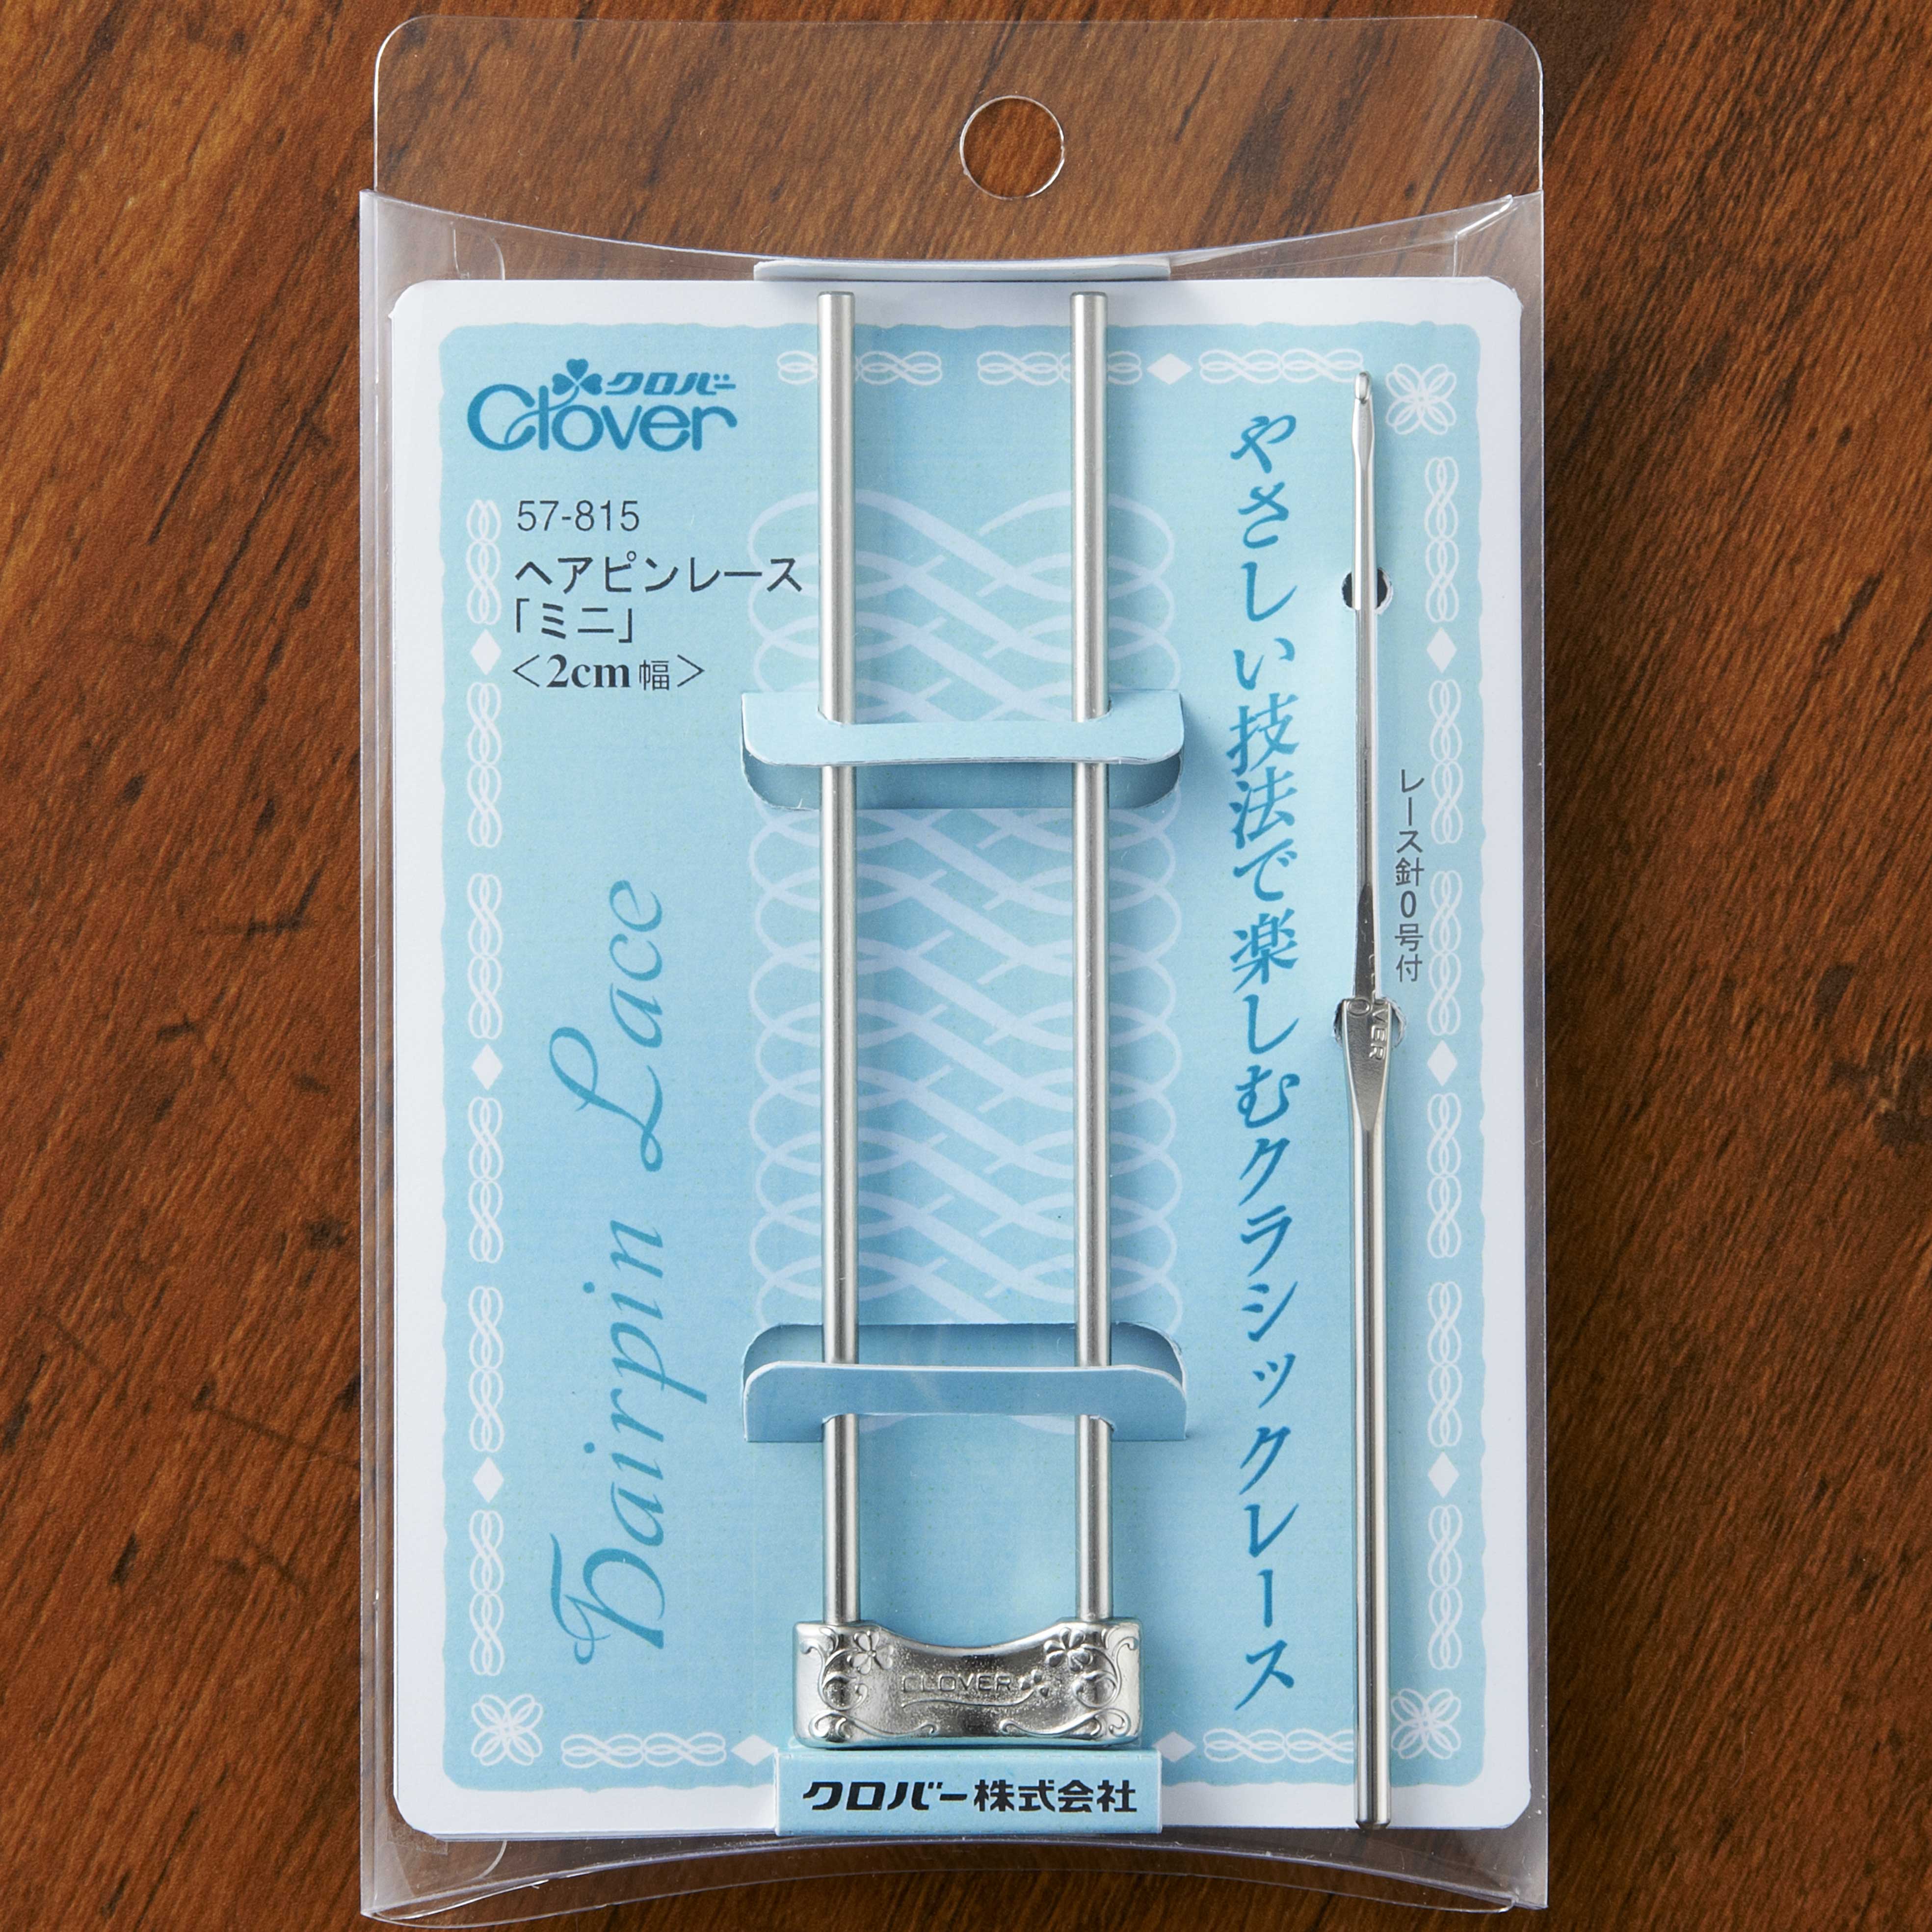 クロバー
Clover
57-815
ヘアピンレース
「ミニ」
<2cm幅>
Hairpin Lace
やさしい技法で楽しむクラシックレース
レース針0号付
CLOVER
0
CLOVER
クロバー株式会社